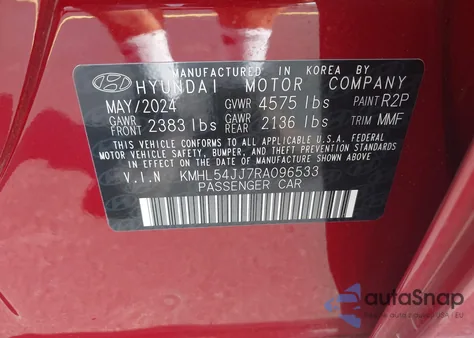 MANUFACTURED IN KOREA BY
HYUNDAI MOTOR COMPANY
MAY/2024 GVWR 4575 lbs PAINT R2P
GAWR FRONT 2383 lbs GAWR REAR 2136 lbs TRIM MMF
THIS VEHICLE CONFORMS TO ALL APPLICABLE U.S.A. FEDERAL
MOTOR VEHICLE SAFETY, BUMPER, AND THEFT PREVENTION
STANDARDS IN EFFECT ON THE DATE OF MANUFACTURE SHOWN ABOVE.
V.I.N KMHL54JJ7RA096533
PASSENGER CAR
autoSnap